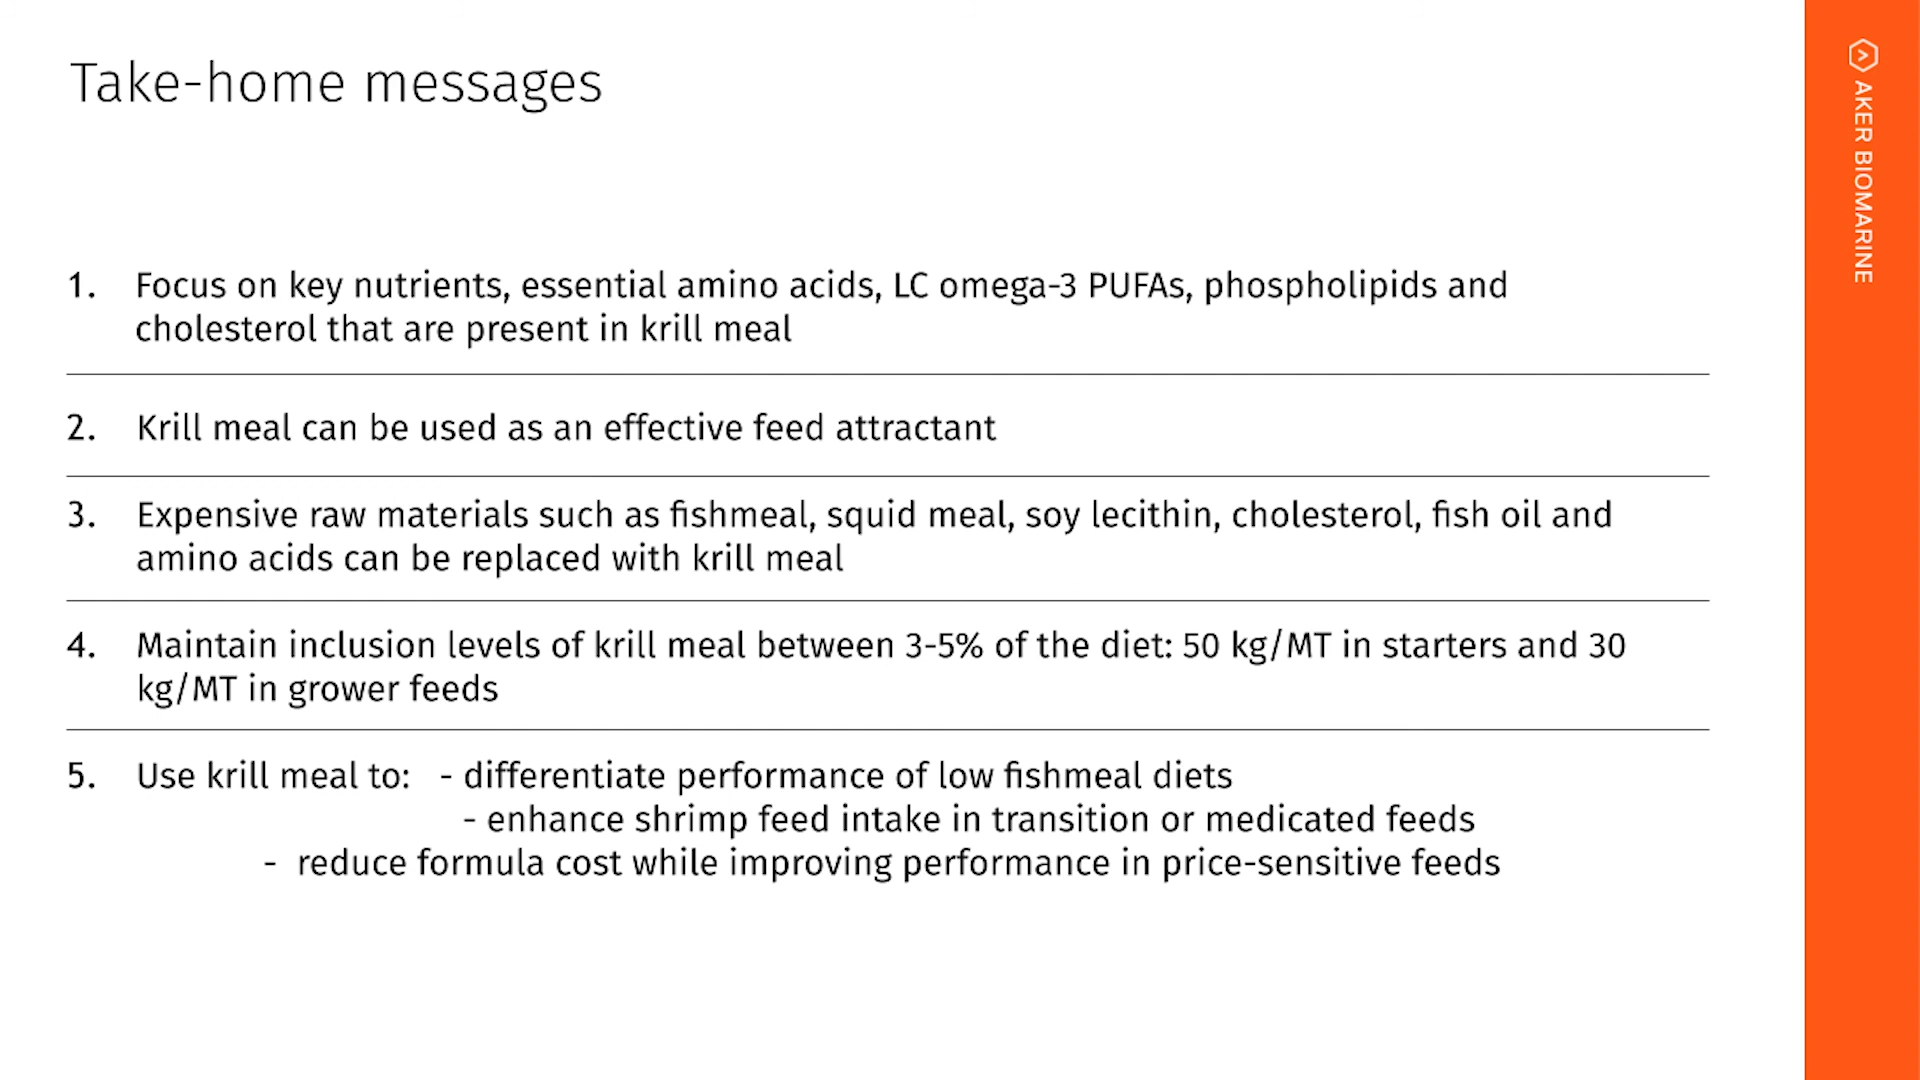 Take-home messages
AKER BIOMARINE
1. Focus on key nutrients, essential amino acids, LC omega-3 PUFAs, phospholipids and
cholesterol that are present in krill meal
2. Krill meal can be used as an effective feed attractant
3. Expensive raw materials such as fishmeal, squid meal, soy lecithin, cholesterol, fish oil and
amino acids can be replaced with krill meal
4. Maintain inclusion levels of krill meal between 3-5% of the diet: 50 kg/MT in starters and 30
kg/MT in grower feeds
5. Use krill meal to: - differentiate performance of low fishmeal diets
- enhance shrimp feed intake in transition or medicated feeds
- reduce formula cost while improving performance in price-sensitive feeds